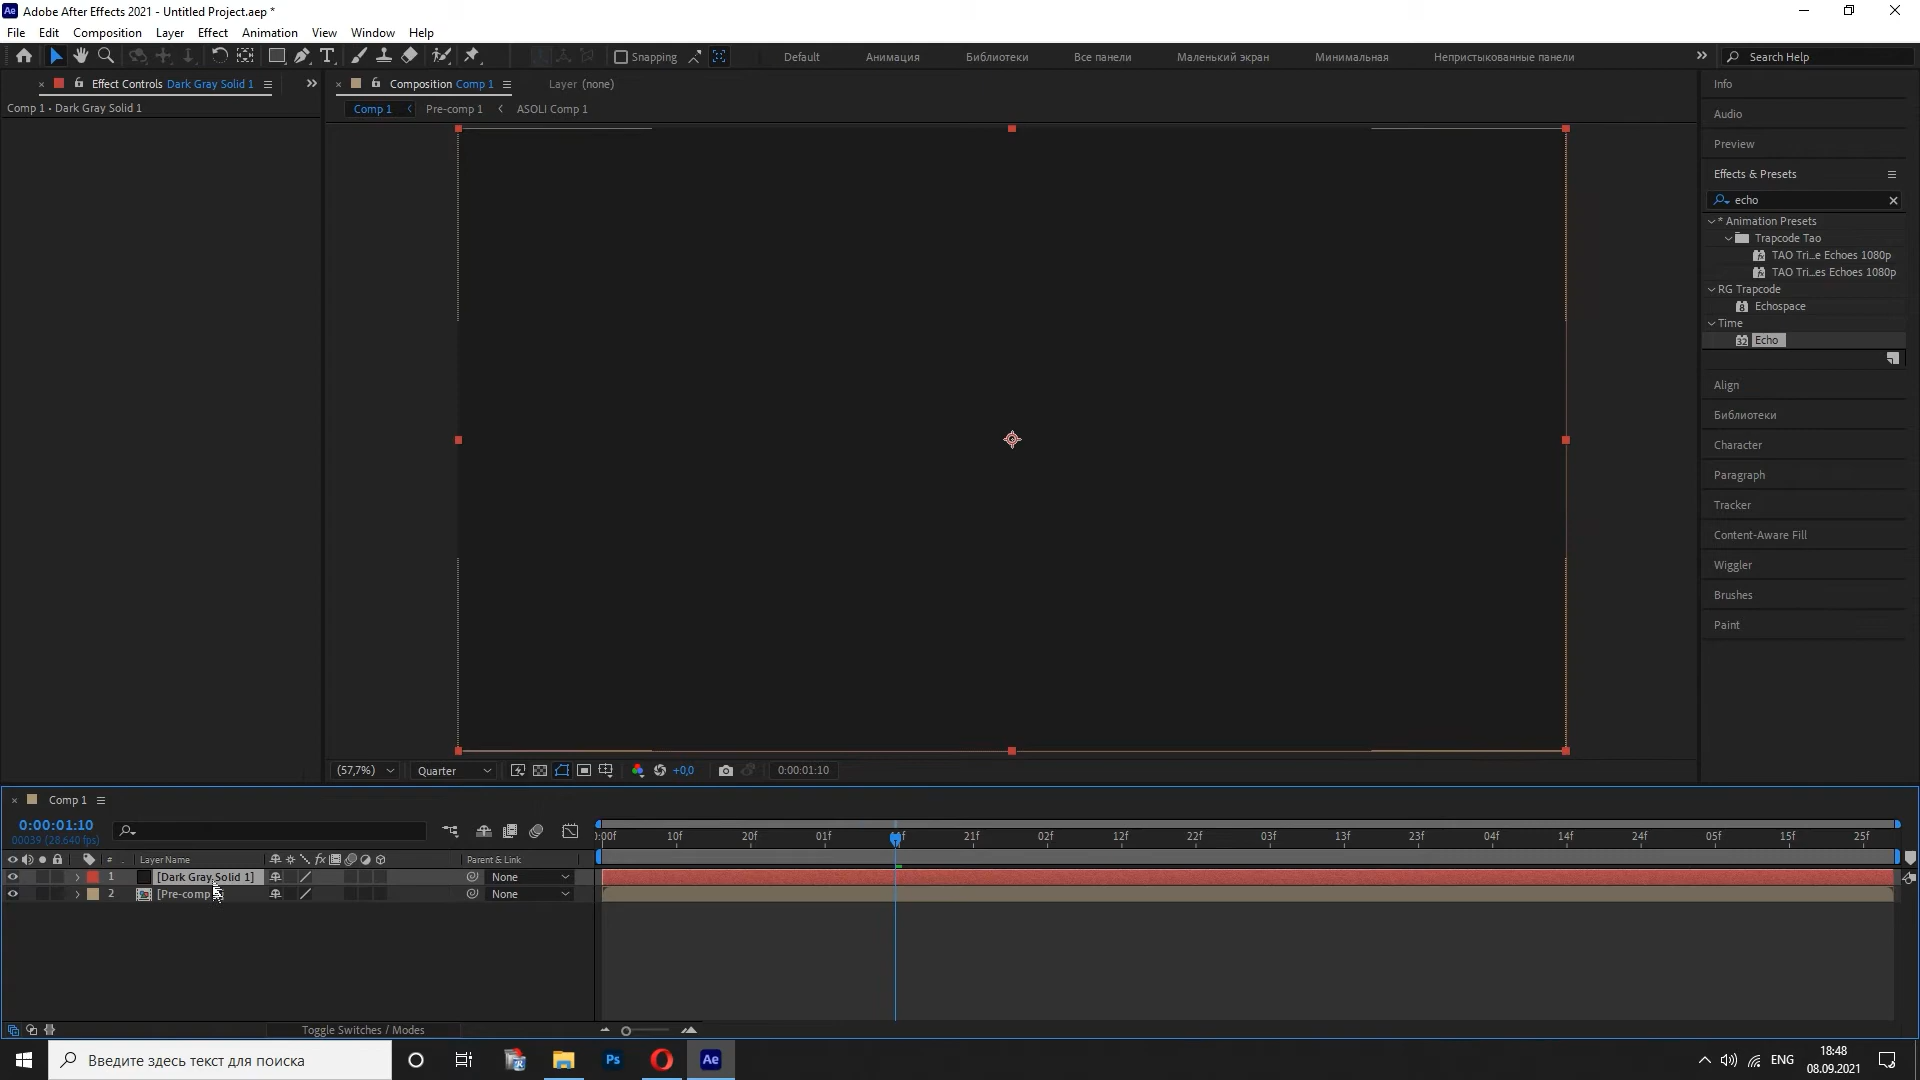 Adobe After Effects 2021 - Untitled Project.aep *
File Edit Composition Layer Effect Animation View Window Help
Snapping Default Анимация Библиотеки Все панели Маленький экран Минимальная Непристыкованные панели Search Help
Effect Controls Dark Gray Solid 1
Comp 1 • Dark Gray Solid 1
Composition Comp 1
Layer (none)
Comp 1 Pre-comp 1 ASOLI Comp 1
Info
Audio
Preview
Effects & Presets
echo
* Animation Presets
Trapcode Tao
TAO Tri...e Echoes 1080p
TAO Tri...es Echoes 1080p
RG Trapcode
Echospace
Time
Echo
Align
Библиотеки
Character
Paragraph
Tracker
Content-Aware Fill
Wiggler
Brushes
Paint
(57,7%) Quarter +0,0 0:00:01:10
Comp 1
0:00:01:10
00039 (28.640 fps)
:00f 10f 20f 01f 21f 02f 12f 23f 03f 13f 23f 04f 14f 24f 05f 15f 25f
# Layer Name Parent & Link
1 [Dark Gray Solid 1] None
2 [Pre-comp None
Toggle Switches / Modes
Введите здесь текст для поиска
Ps
Ae
ENG
18:48
08.09.2021